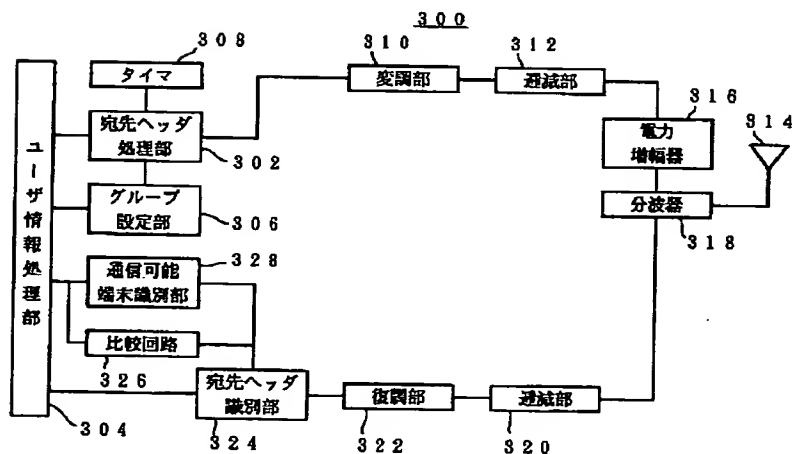 300
308
タイマ
310
変調部
312
逓減部
316
電力
増幅器
314
宛先ヘッダ
処理部
302
分波器
318
グループ
設定部
306
ユーザ情報処理部
328
通信可能
端末識別部
比較回路
326
宛先ヘッダ
識別部
324
復調部
322
逓減部
320
304